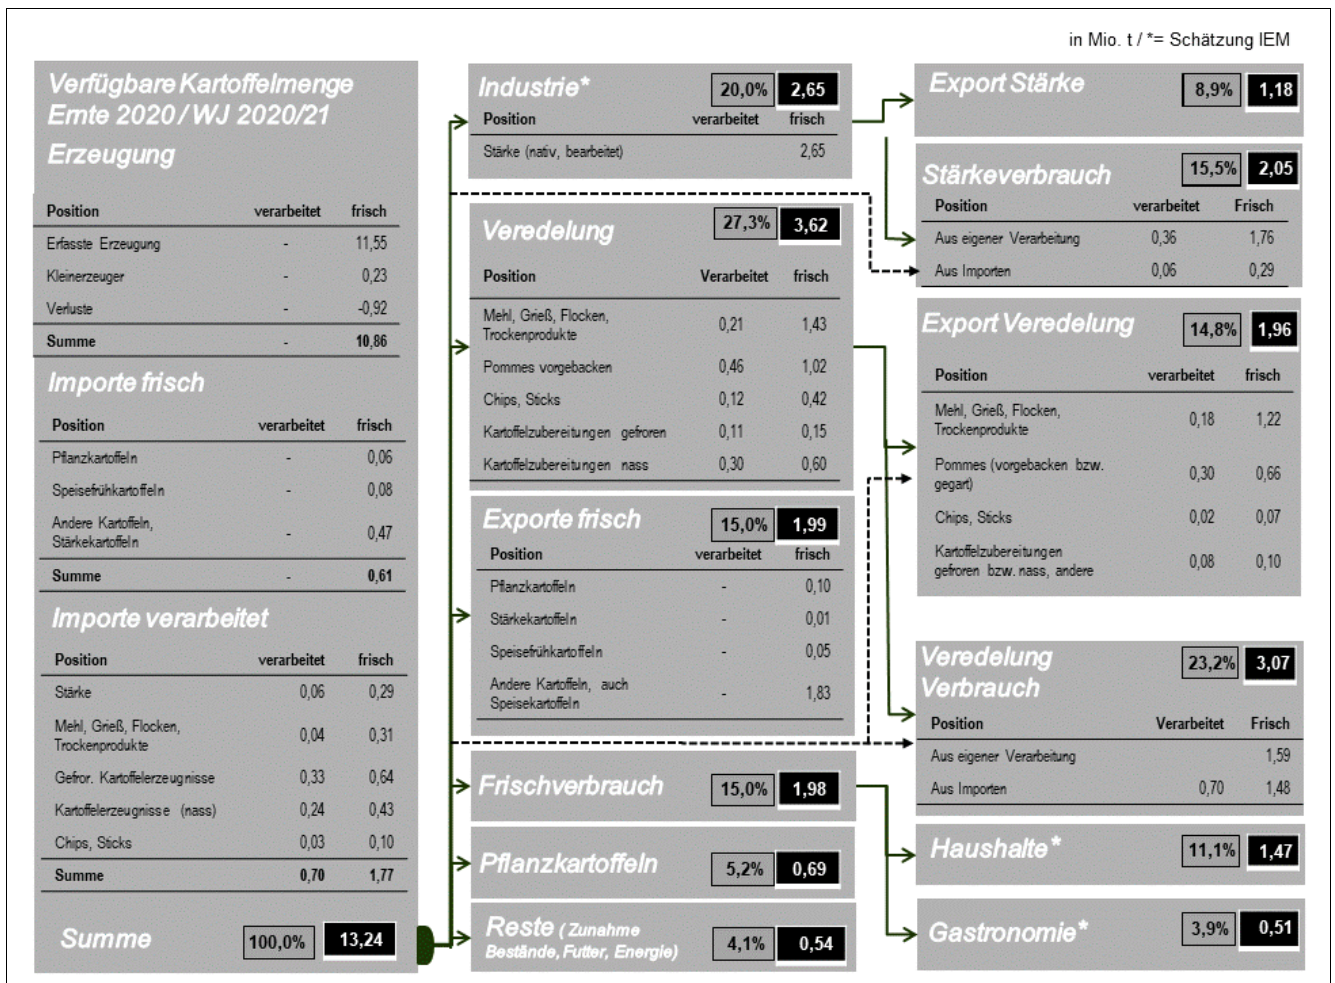 in Mio. t / *= Schätzung IEM
Verfügbare Kartoffelmenge
Ernte 2020 / WJ 2020/21
Erzeugung
Position verarbeitet frisch
Erfasste Erzeugung - 11,55
Kleinerzeuger - 0,23
Verluste - -0,92
Summe - 10,86
Importe frisch
Position verarbeitet frisch
Pflanzkartoffeln - 0,06
Speisefrühkartoffeln - 0,08
Andere Kartoffeln,
Stärkekartoffeln - 0,47
Summe - 0,61
Importe verarbeitet
Position verarbeitet frisch
Stärke 0,06 0,29
Mehl, Grieß, Flocken,
Trockenprodukte 0,04 0,31
Gefror. Kartoffelerzeugnisse 0,33 0,64
Kartoffelerzeugnisse (nass) 0,24 0,43
Chips, Sticks 0,03 0,10
Summe 0,70 1,77
Summe 100,0% 13,24
Industrie* 20,0% 2,65
Position verarbeitet frisch
Stärke (nativ, bearbeitet) 2,65
Veredelung 27,3% 3,62
Position Verarbeitet frisch
Mehl, Grieß, Flocken,
Trockenprodukte 0,21 1,43
Pommes vorgebacken 0,46 1,02
Chips, Sticks 0,12 0,42
Kartoffelzubereitungen gefroren 0,11 0,15
Kartoffelzubereitungen nass 0,30 0,60
Exporte frisch 15,0% 1,99
Position verarbeitet frisch
Pflanzkartoffeln - 0,10
Stärkekartoffeln - 0,01
Speisefrühkartoffeln - 0,05
Andere Kartoffeln, auch
Speisekartoffeln - 1,83
Frischverbrauch 15,0% 1,98
Pflanzkartoffeln 5,2% 0,69
Reste (Zunahme
Bestände, Futter, Energie) 4,1% 0,54
Export Stärke 8,9% 1,18
Stärkeverbrauch 15,5% 2,05
Position verarbeitet Frisch
Aus eigener Verarbeitung 0,36 1,76
Aus Importen 0,06 0,29
Export Veredelung 14,8% 1,96
Position verarbeitet frisch
Mehl, Grieß, Flocken,
Trockenprodukte 0,18 1,22
Pommes (vorgebacken bzw.
gegart) 0,30 0,66
Chips, Sticks 0,02 0,07
Kartoffelzubereitungen
gefroren bzw. nass, andere 0,08 0,10
Veredelung
Verbrauch 23,2% 3,07
Position Verarbeitet Frisch
Aus eigener Verarbeitung 1,59
Aus Importen 0,70 1,48
Haushalte* 11,1% 1,47
Gastronomie* 3,9% 0,51